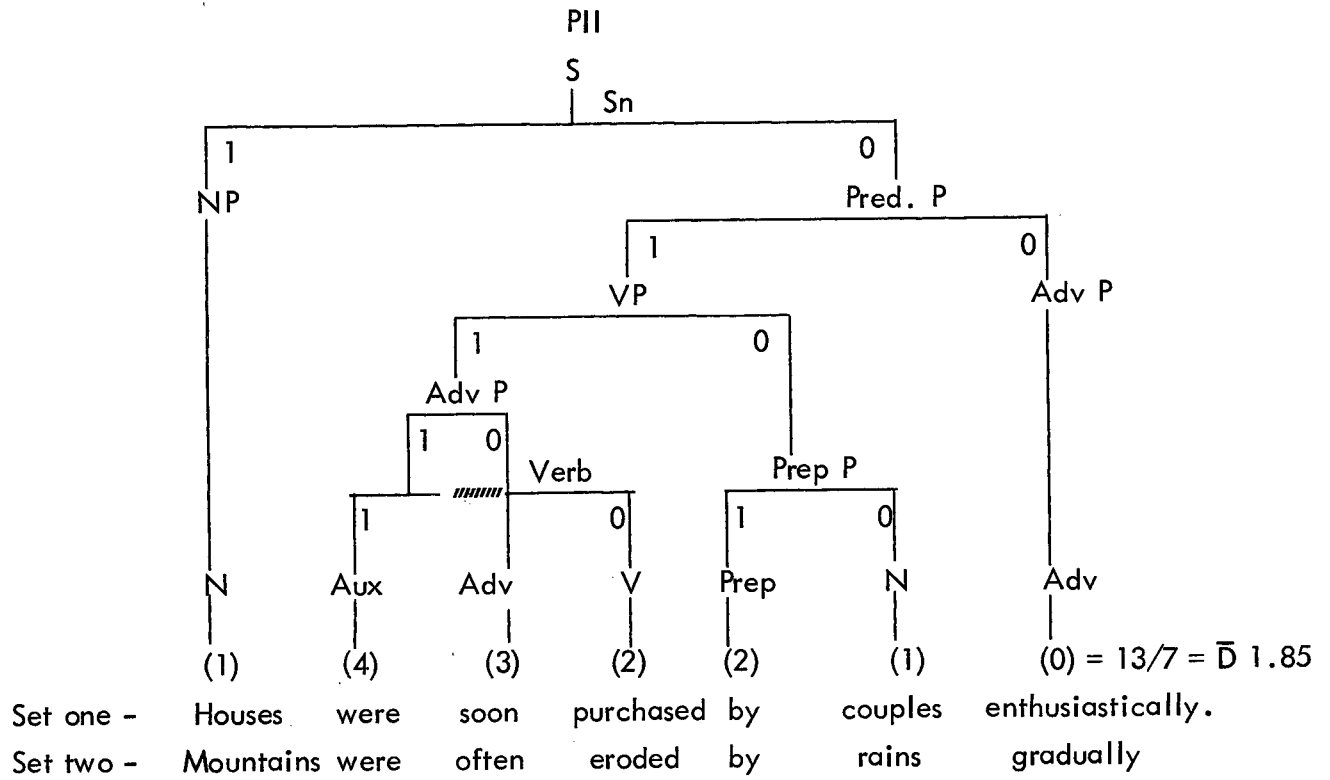 PII
S
Sn
1 0
NP Pred. P
1 0
VP Adv P
1 0
Adv P
1 0
Verb Prep P
1 0 1 0
N Aux Adv V Prep N Adv
(1) (4) (3) (2) (2) (1) (0) = 13/7 = D̅ 1.85
Set one - Houses were soon purchased by couples enthusiastically.
Set two - Mountains were often eroded by rains gradually